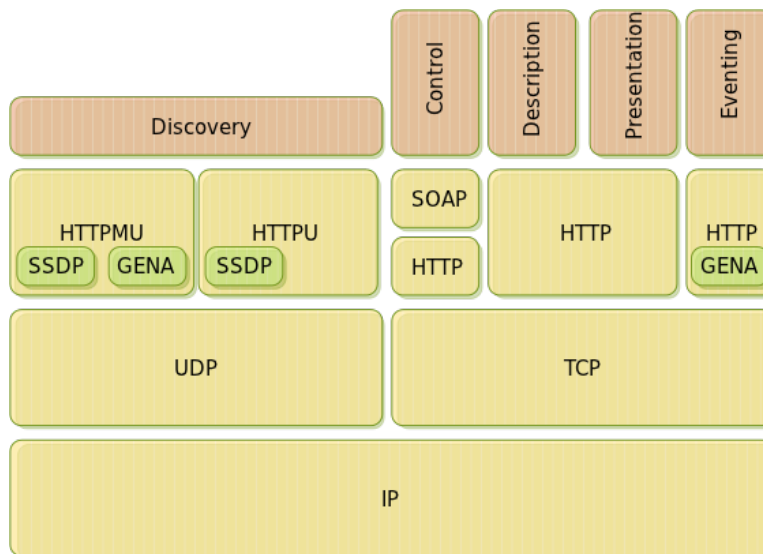 Control
Description
Presentation
Eventing
Discovery
HTTPMU
SSDP
GENA
HTTPU
SSDP
SOAP
HTTP
HTTP
HTTP
GENA
UDP
TCP
IP